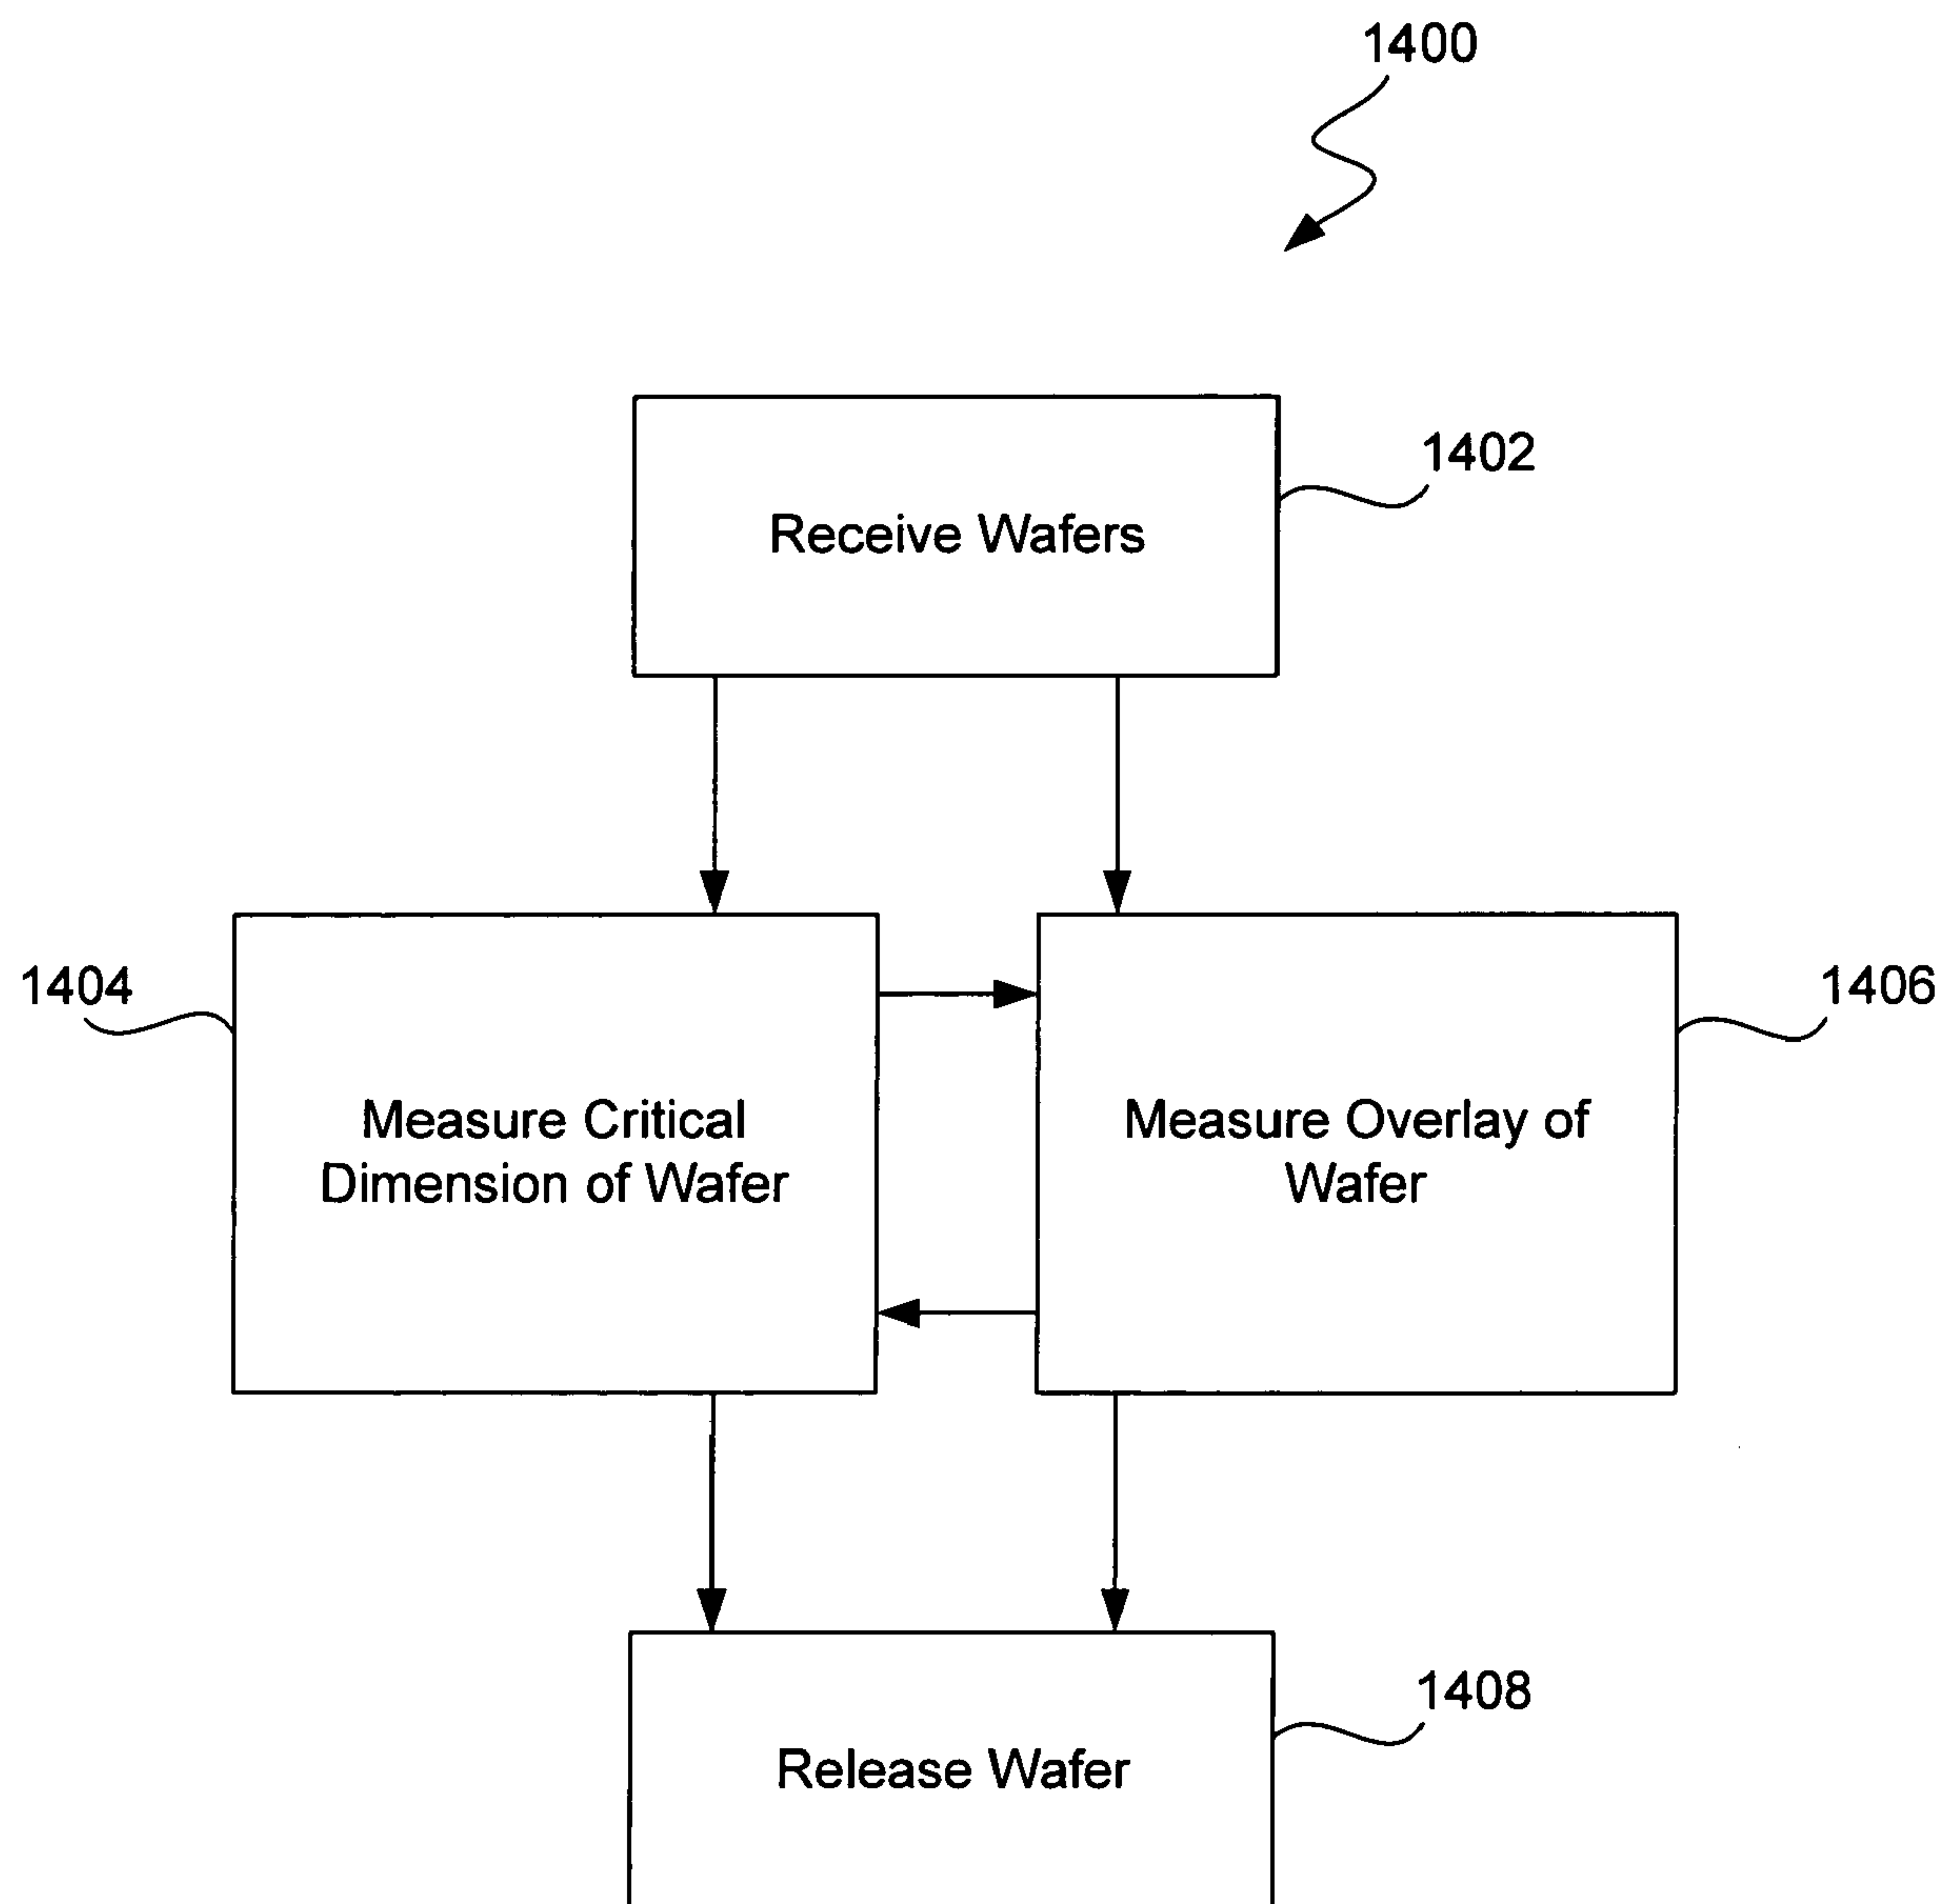 1400
1402
Receive Wafers
1404
1406
Measure Critical
Dimension of Wafer
Measure Overlay of
Wafer
1408
Release Wafer